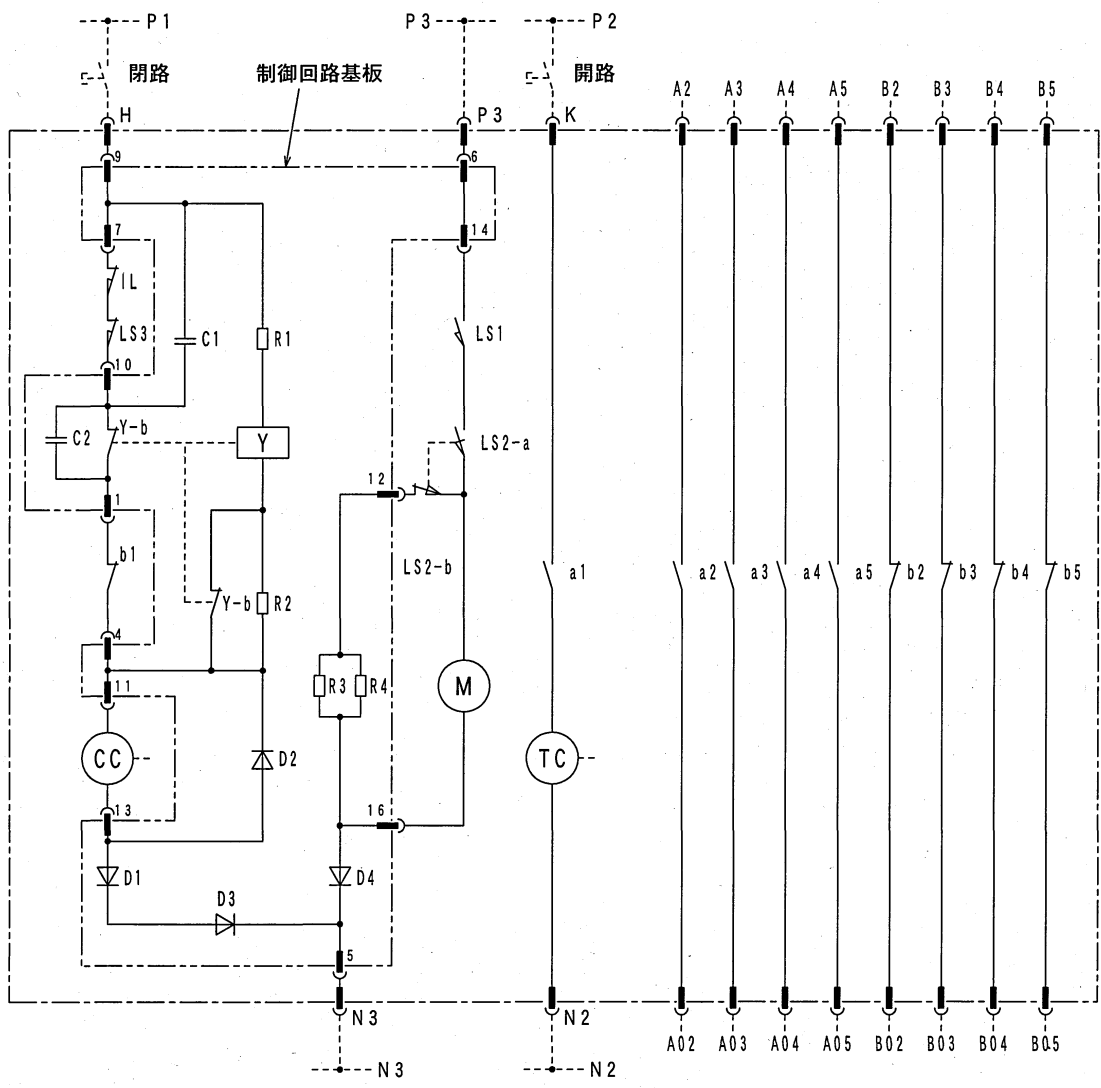 P1
P3
P2
閉路
制御回路基板
開路
A2
A3
A4
A5
B2
B3
B4
B5
H
P3
K
9
6
7
14
IL
LS3
C1
R1
LS1
10
C2
Y-b
Y
LS2-a
12
1
b1
LS2-b
a1
a2
a3
a4
a5
b2
b3
b4
b5
Y-b
R2
4
11
R3
R4
M
CC
D2
TC
13
16
D1
D4
D3
5
N3
N2
A02
A03
A04
A05
B02
B03
B04
B05
N3
N2